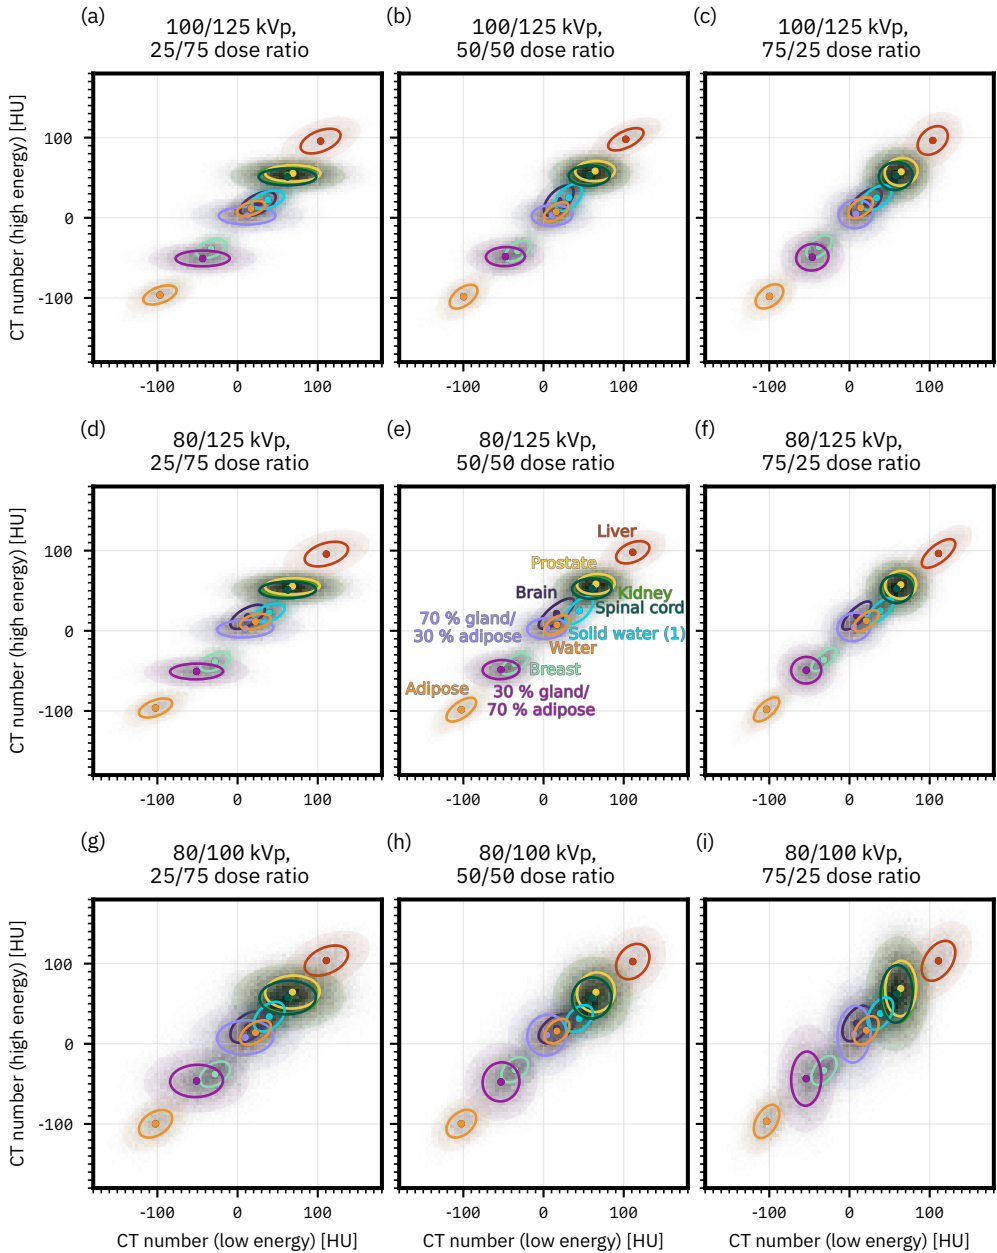 (a)
100/125 kVp,
25/75 dose ratio
(b)
100/125 kVp,
50/50 dose ratio
(c)
100/125 kVp,
75/25 dose ratio
CT number (high energy) [HU]
100
0
-100
-100
0
100
-100
0
100
-100
0
100
(d)
80/125 kVp,
25/75 dose ratio
(e)
80/125 kVp,
50/50 dose ratio
(f)
80/125 kVp,
75/25 dose ratio
CT number (high energy) [HU]
100
0
-100
Liver
Prostate
Brain
Kidney
Spinal cord
70 % gland/
30 % adipose
Solid water (1)
Water
Breast
Adipose
30 % gland/
70 % adipose
-100
0
100
-100
0
100
-100
0
100
(g)
80/100 kVp,
25/75 dose ratio
(h)
80/100 kVp,
50/50 dose ratio
(i)
80/100 kVp,
75/25 dose ratio
CT number (high energy) [HU]
100
0
-100
-100
0
100
-100
0
100
-100
0
100
CT number (low energy) [HU]
CT number (low energy) [HU]
CT number (low energy) [HU]